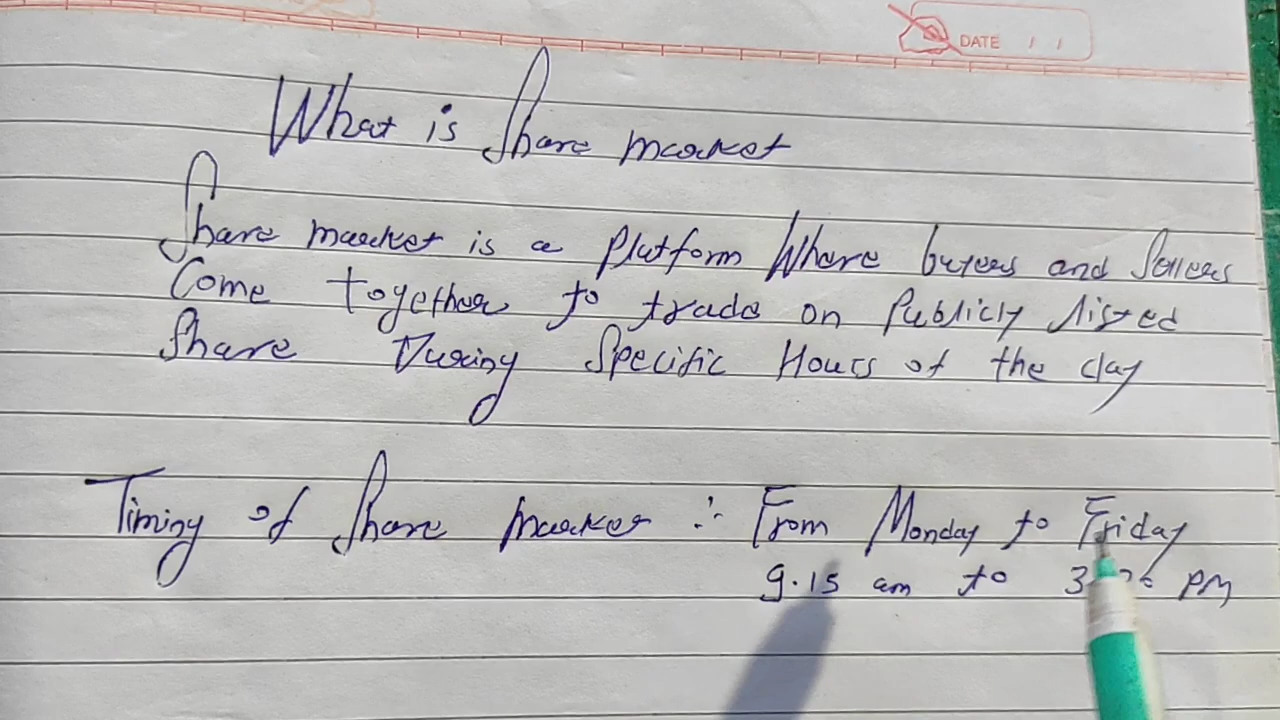 DATE / /
What is Share market
Share market is a Platform Where buyers and Sellers
Come together to trade on Publicly listed
Share During Specific Hours of the day
Timing of Share market :- From Monday to Friday
9.15 am to PM